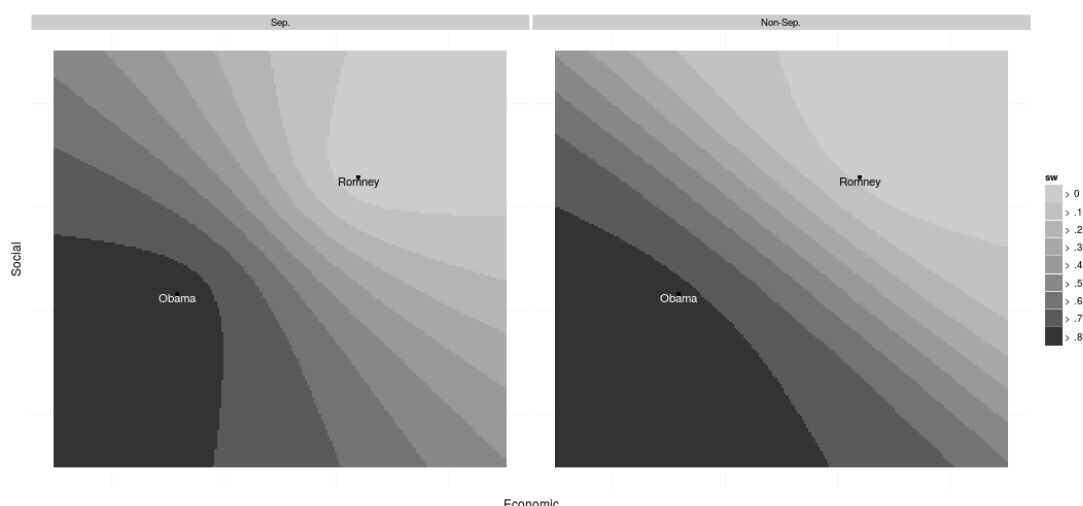 Sep.
Non-Sep.
Social
Romney
Obama
Romney
Obama
sw
> 0
> .1
> .2
> .3
> .4
> .5
> .6
> .7
> .8
Economic